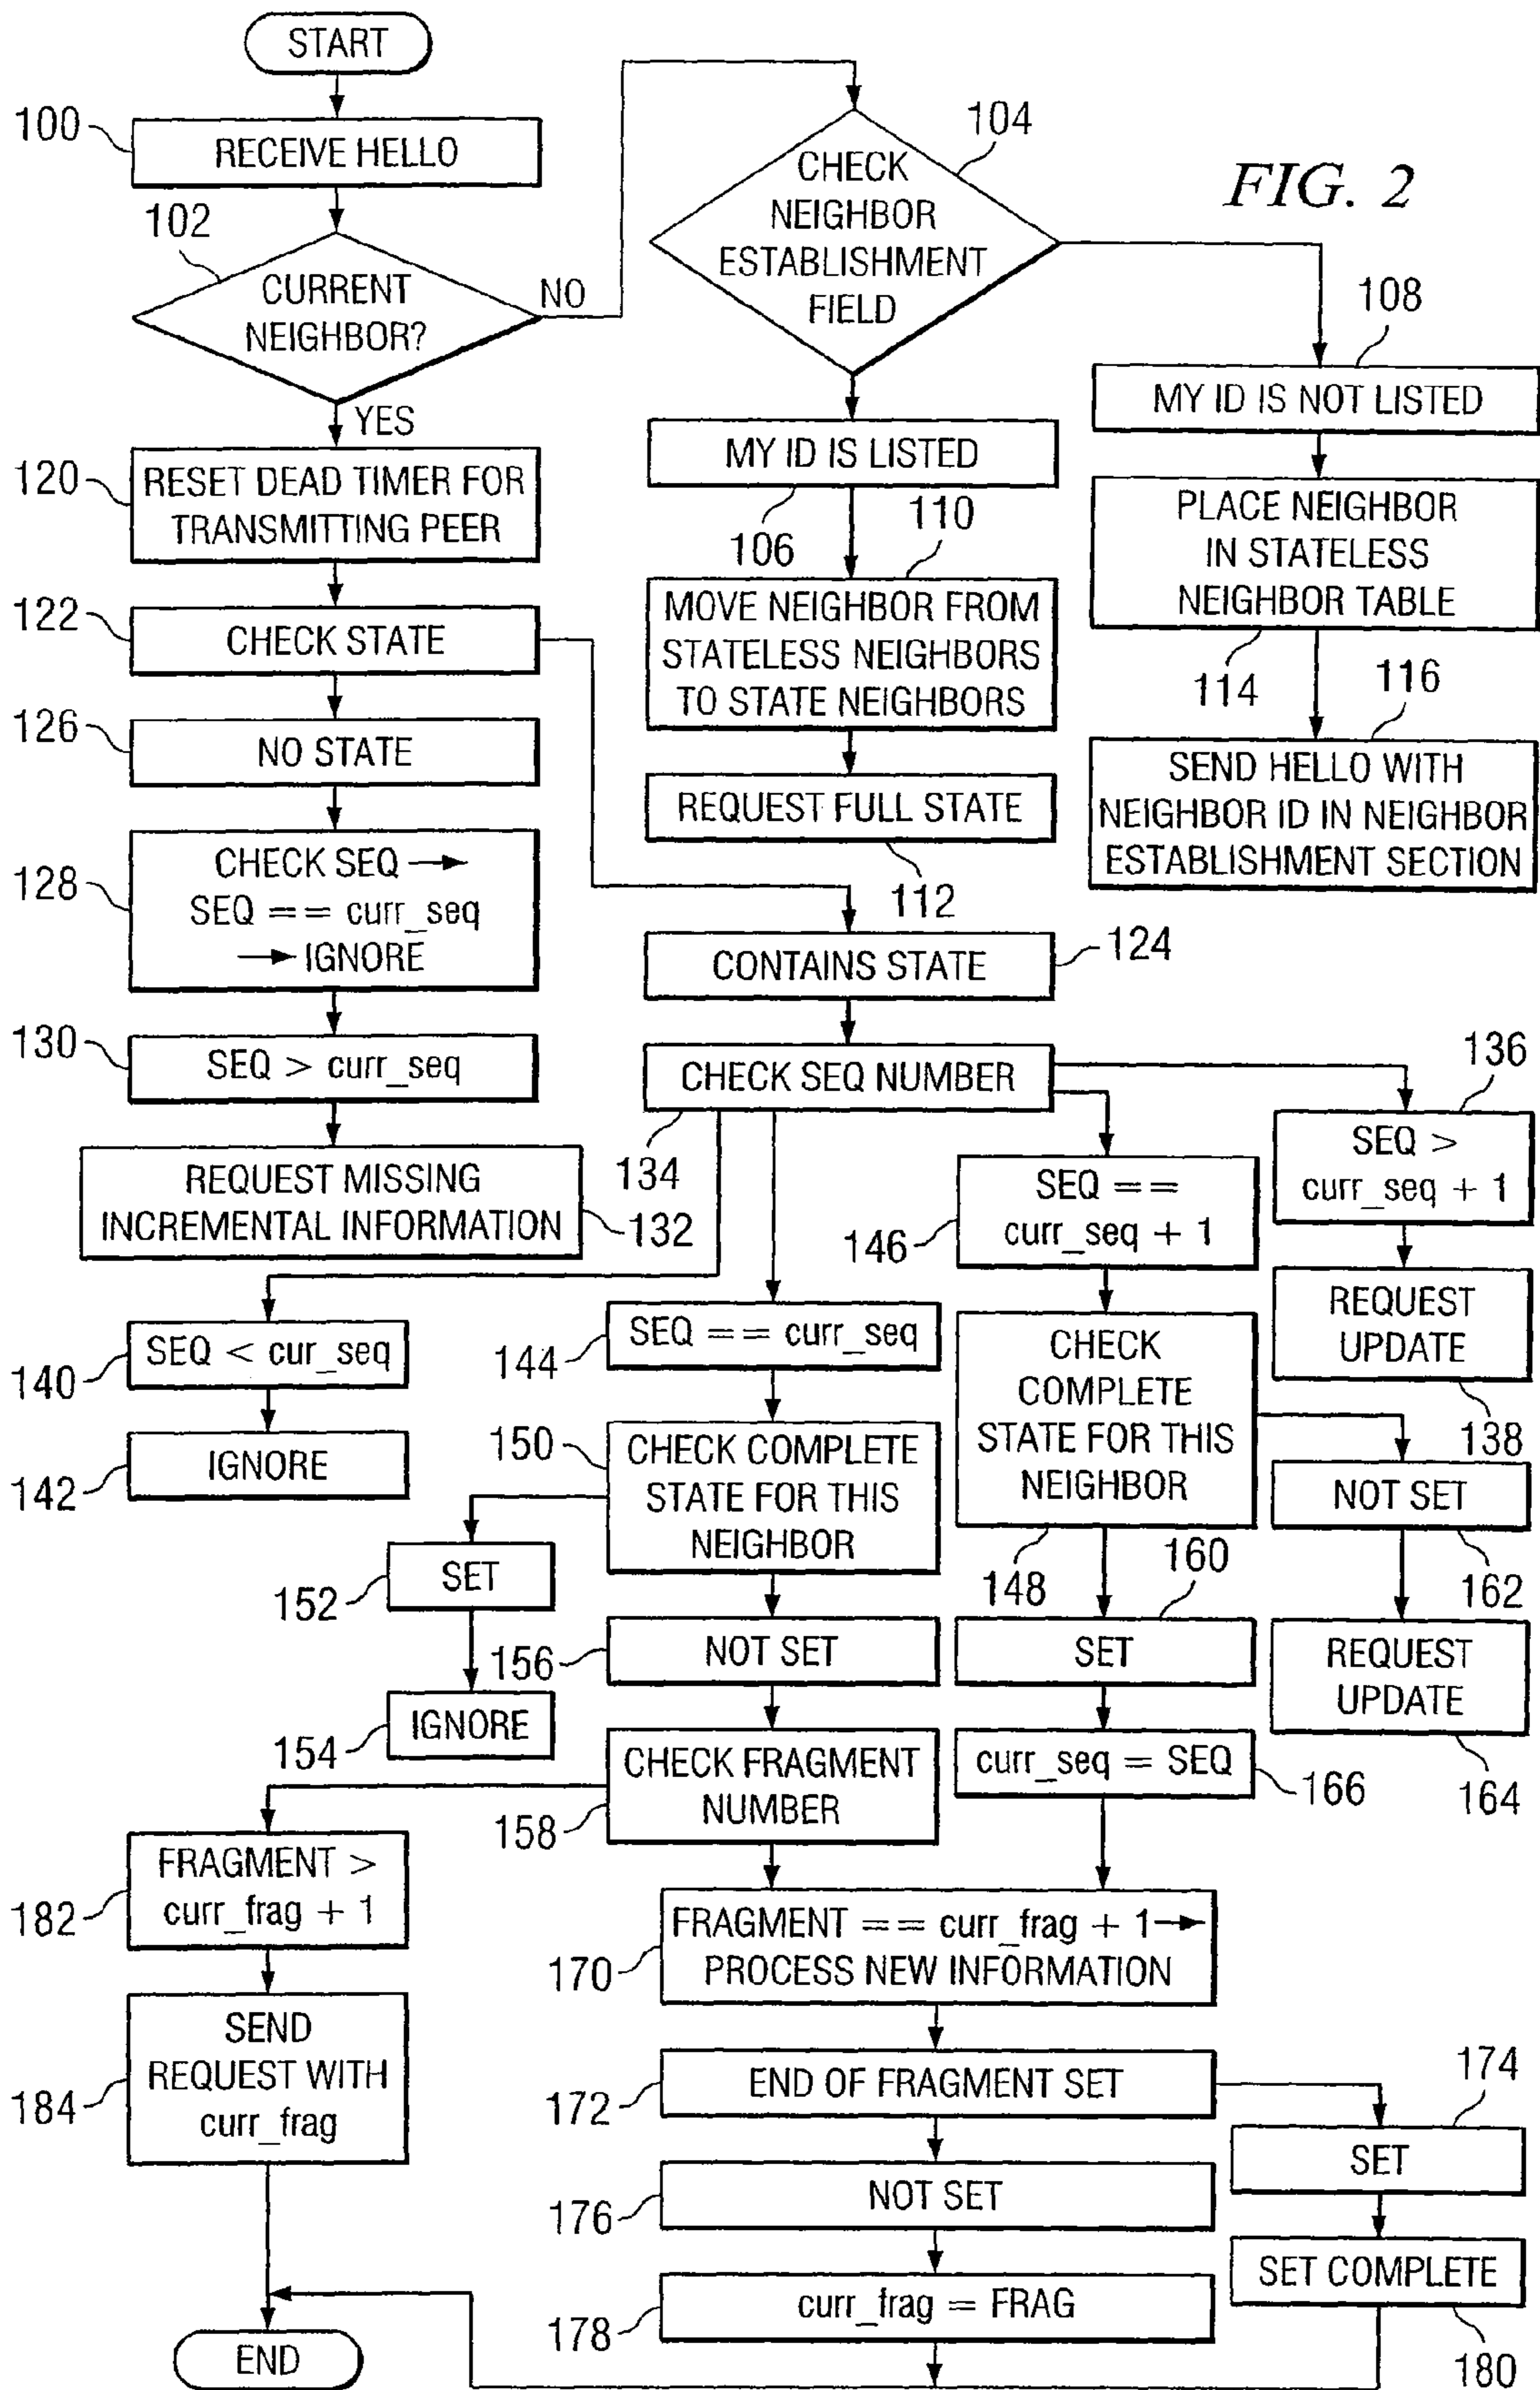 START
100
RECEIVE HELLO
102
CURRENT
NEIGHBOR?
NO
YES
104
CHECK
NEIGHBOR
ESTABLISHMENT
FIELD
FIG. 2
108
MY ID IS NOT LISTED
MY ID IS LISTED
106
110
120
RESET DEAD TIMER FOR
TRANSMITTING PEER
PLACE NEIGHBOR
IN STATELESS
NEIGHBOR TABLE
114
116
122
CHECK STATE
MOVE NEIGHBOR FROM
STATELESS NEIGHBORS
TO STATE NEIGHBORS
126
NO STATE
REQUEST FULL STATE
112
SEND HELLO WITH
NEIGHBOR ID IN NEIGHBOR
ESTABLISHMENT SECTION
128
CHECK SEQ →
SEQ == curr_seq
→ IGNORE
CONTAINS STATE
124
130
SEQ > curr_seq
CHECK SEQ NUMBER
134
136
SEQ >
curr_seq + 1
REQUEST MISSING
INCREMENTAL INFORMATION
132
146
SEQ ==
curr_seq + 1
REQUEST
UPDATE
138
140
SEQ < cur_seq
144
SEQ == curr_seq
CHECK
COMPLETE
STATE FOR THIS
NEIGHBOR
148
142
IGNORE
150
CHECK COMPLETE
STATE FOR THIS
NEIGHBOR
NOT SET
162
152
SET
160
156
NOT SET
SET
REQUEST
UPDATE
164
154
IGNORE
CHECK FRAGMENT
NUMBER
158
curr_seq = SEQ
166
182
FRAGMENT >
curr_frag + 1
170
FRAGMENT == curr_frag + 1→
PROCESS NEW INFORMATION
184
SEND
REQUEST WITH
curr_frag
172
END OF FRAGMENT SET
174
SET
176
NOT SET
SET COMPLETE
180
178
curr_frag = FRAG
END